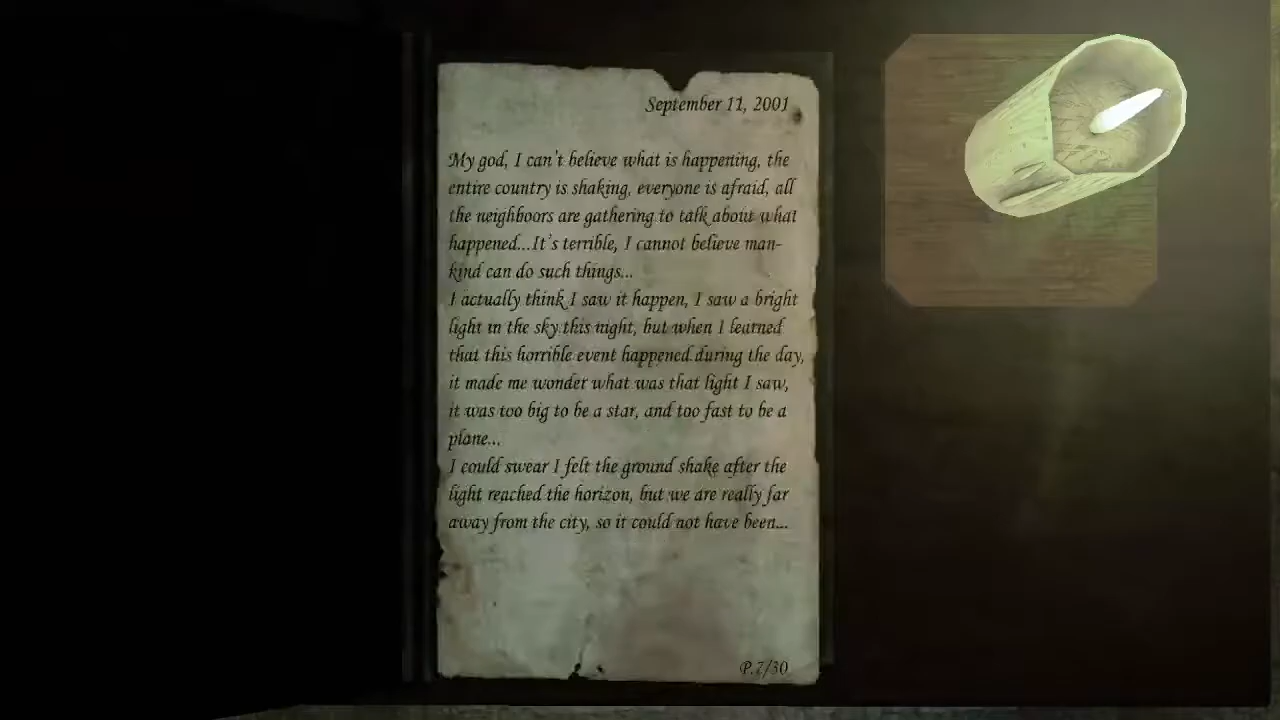 September 11, 2001
My god, I can't believe what is happening, the
entire country is shaking, everyone is afraid, all
the neighboors are gathering to talk about what
happened...It's terrible, I cannot believe man-
kind can do such things...
I actually think I saw it happen, I saw a bright
light in the sky this night, but when I learned
that this horrible event happened during the day,
it made me wonder what was that light I saw,
it was too big to be a star, and too fast to be a
plane...
I could swear I felt the ground shake after the
light reached the horizon, but we are really far
away from the city, so it could not have been...
P.7/30